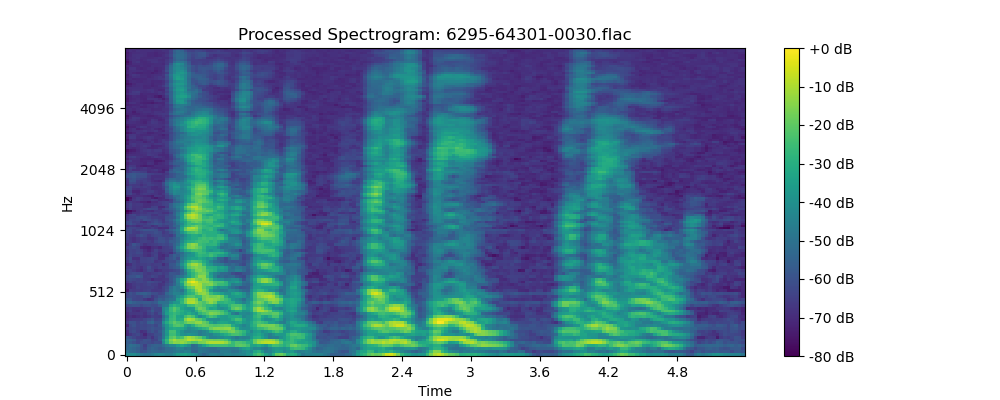 Processed Spectrogram: 6295-64301-0030.flac
Hz
4096
2048
1024
512
0
0 0.6 1.2 1.8 2.4 3 3.6 4.2 4.8
Time
+0 dB
-10 dB
-20 dB
-30 dB
-40 dB
-50 dB
-60 dB
-70 dB
-80 dB